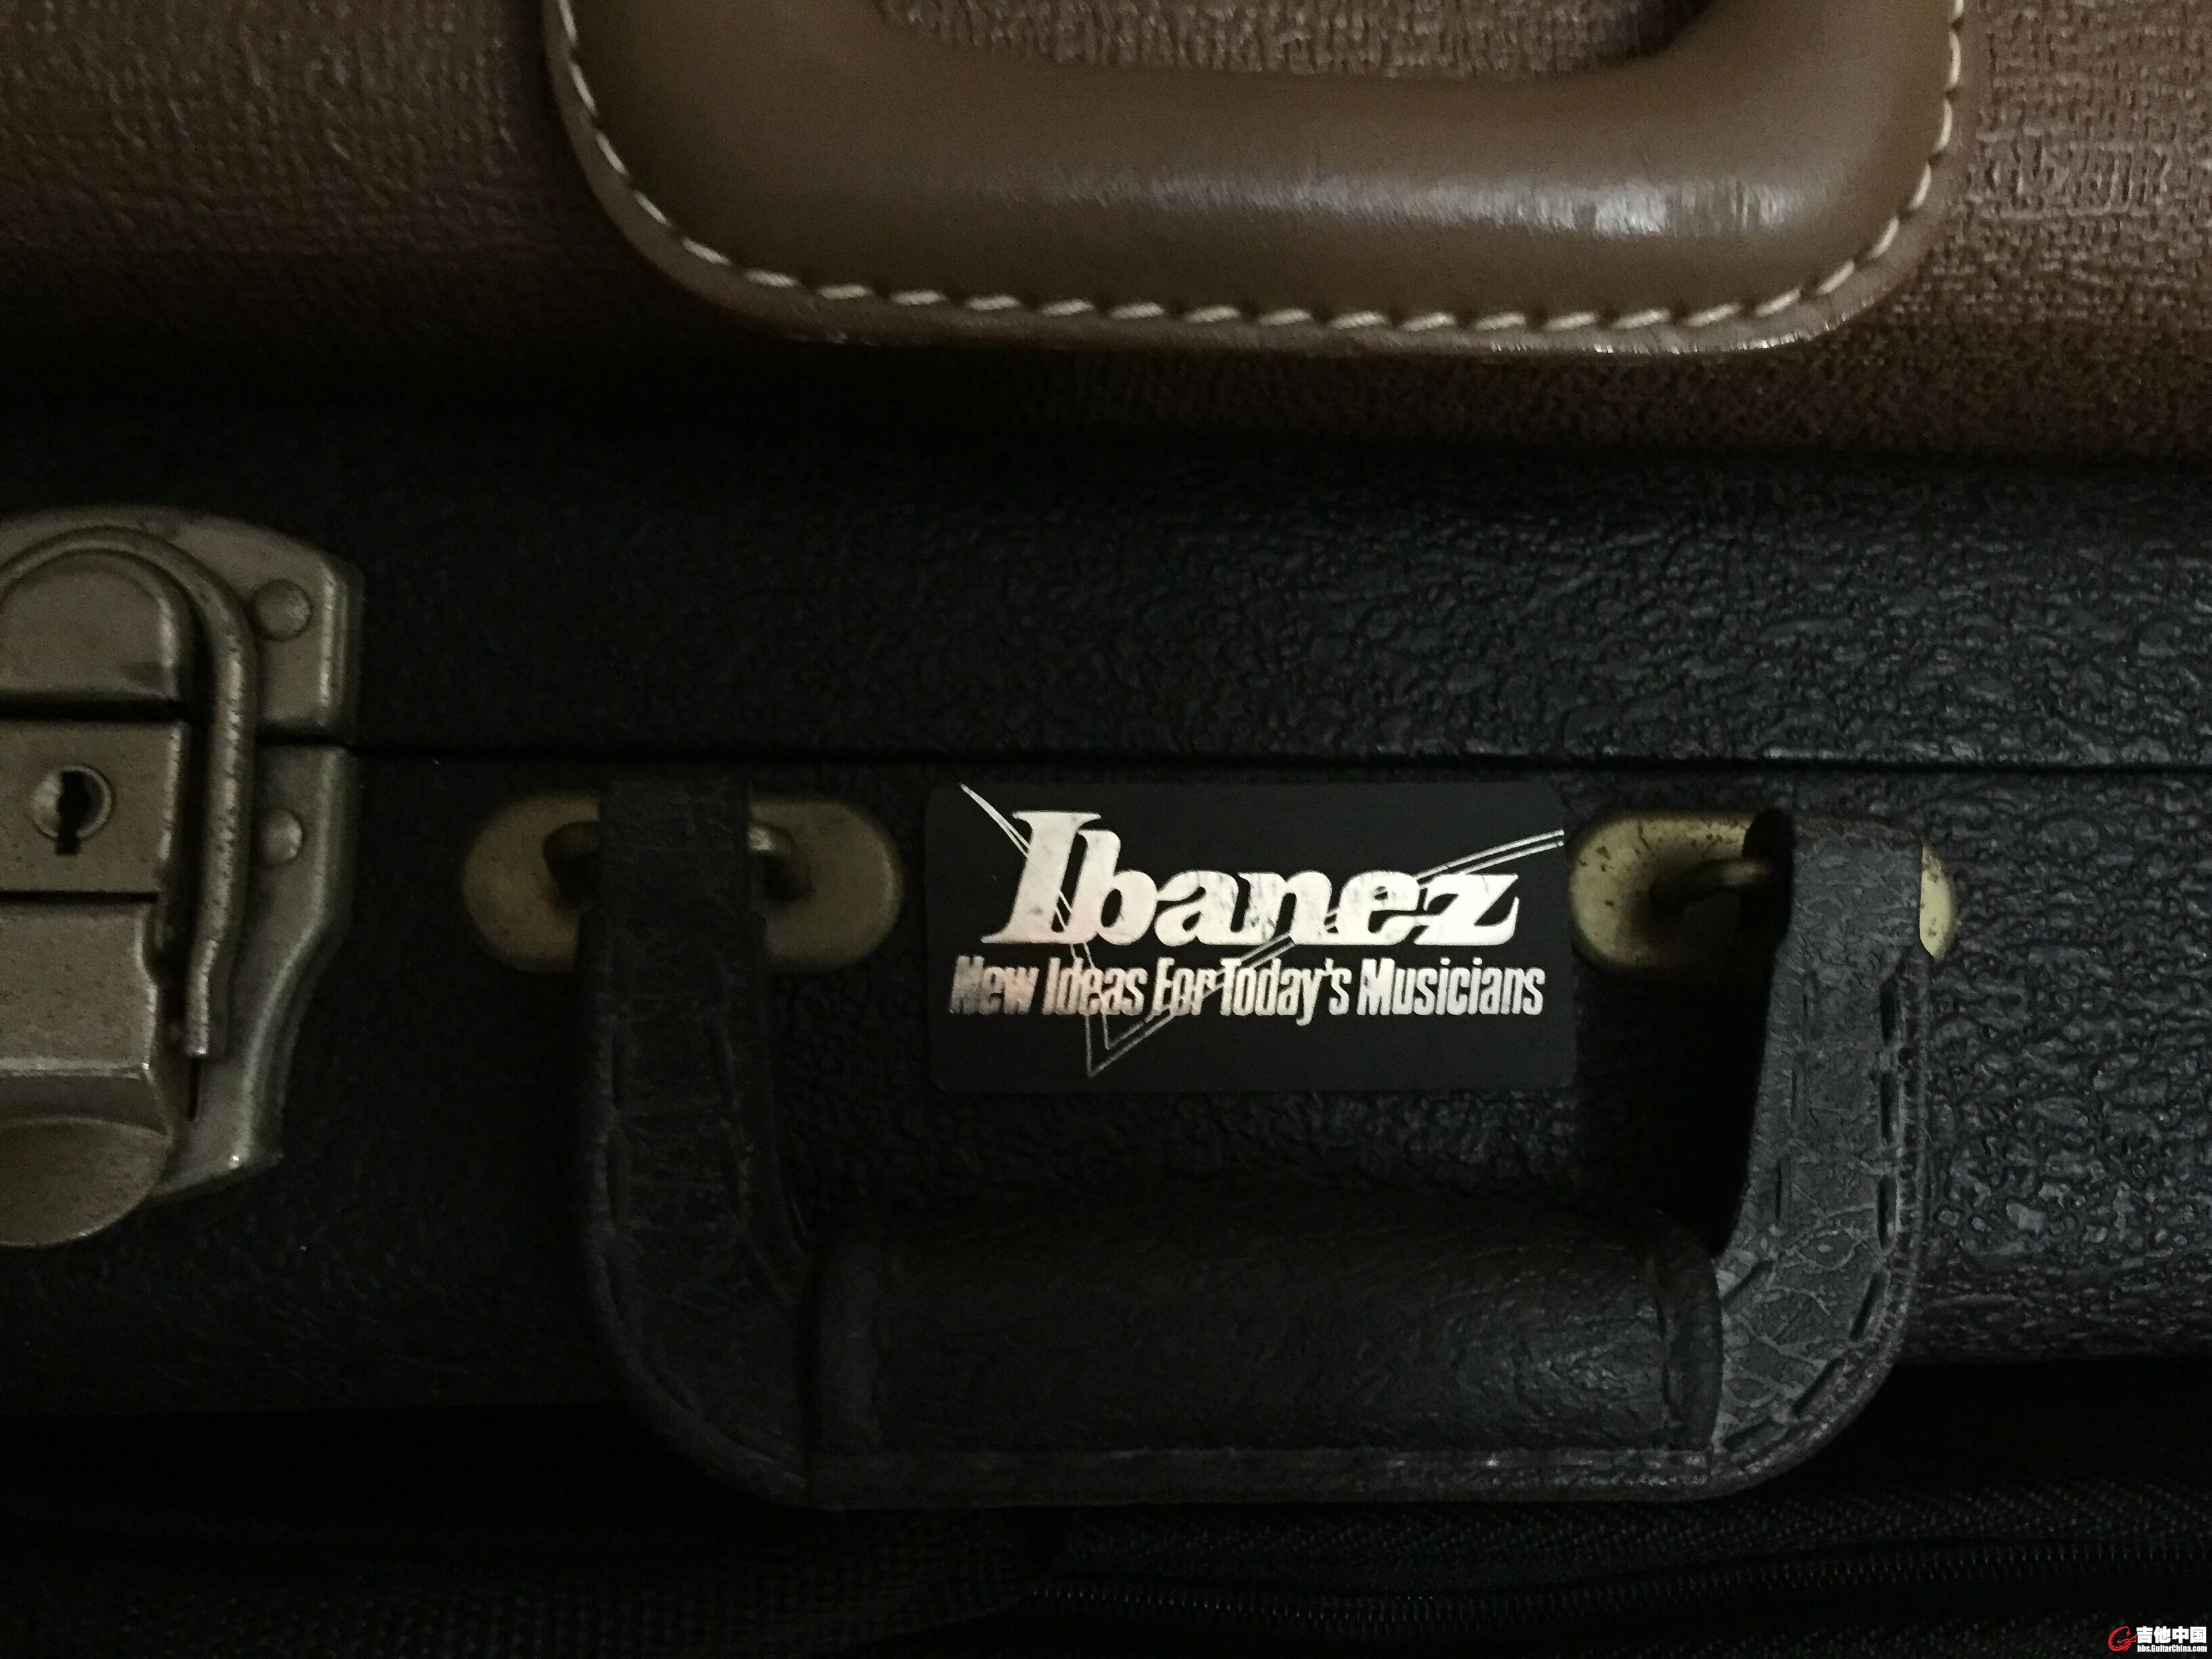 Ibanez
New Ideas For Today's Musicians
吉他中国
bbs.GuitarChina.com